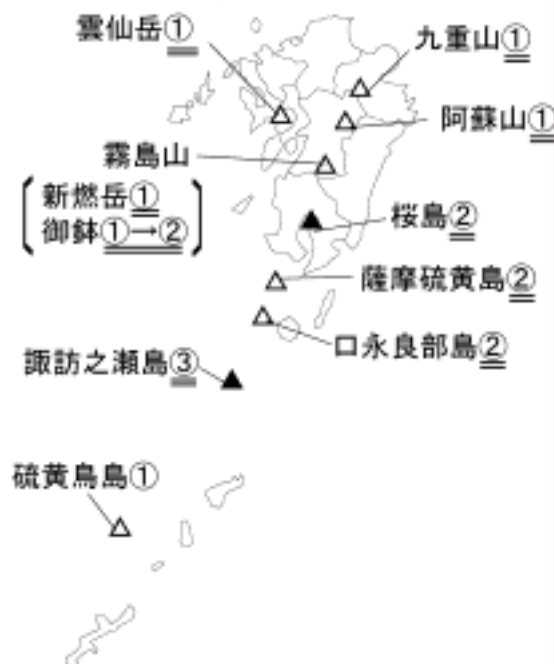 雲仙岳①
九重山①
阿蘇山①
霧島山
新燃岳①
御鉢①→②
桜島②
薩摩硫黄島②
口永良部島②
諏訪之瀬島③
硫黄鳥島①